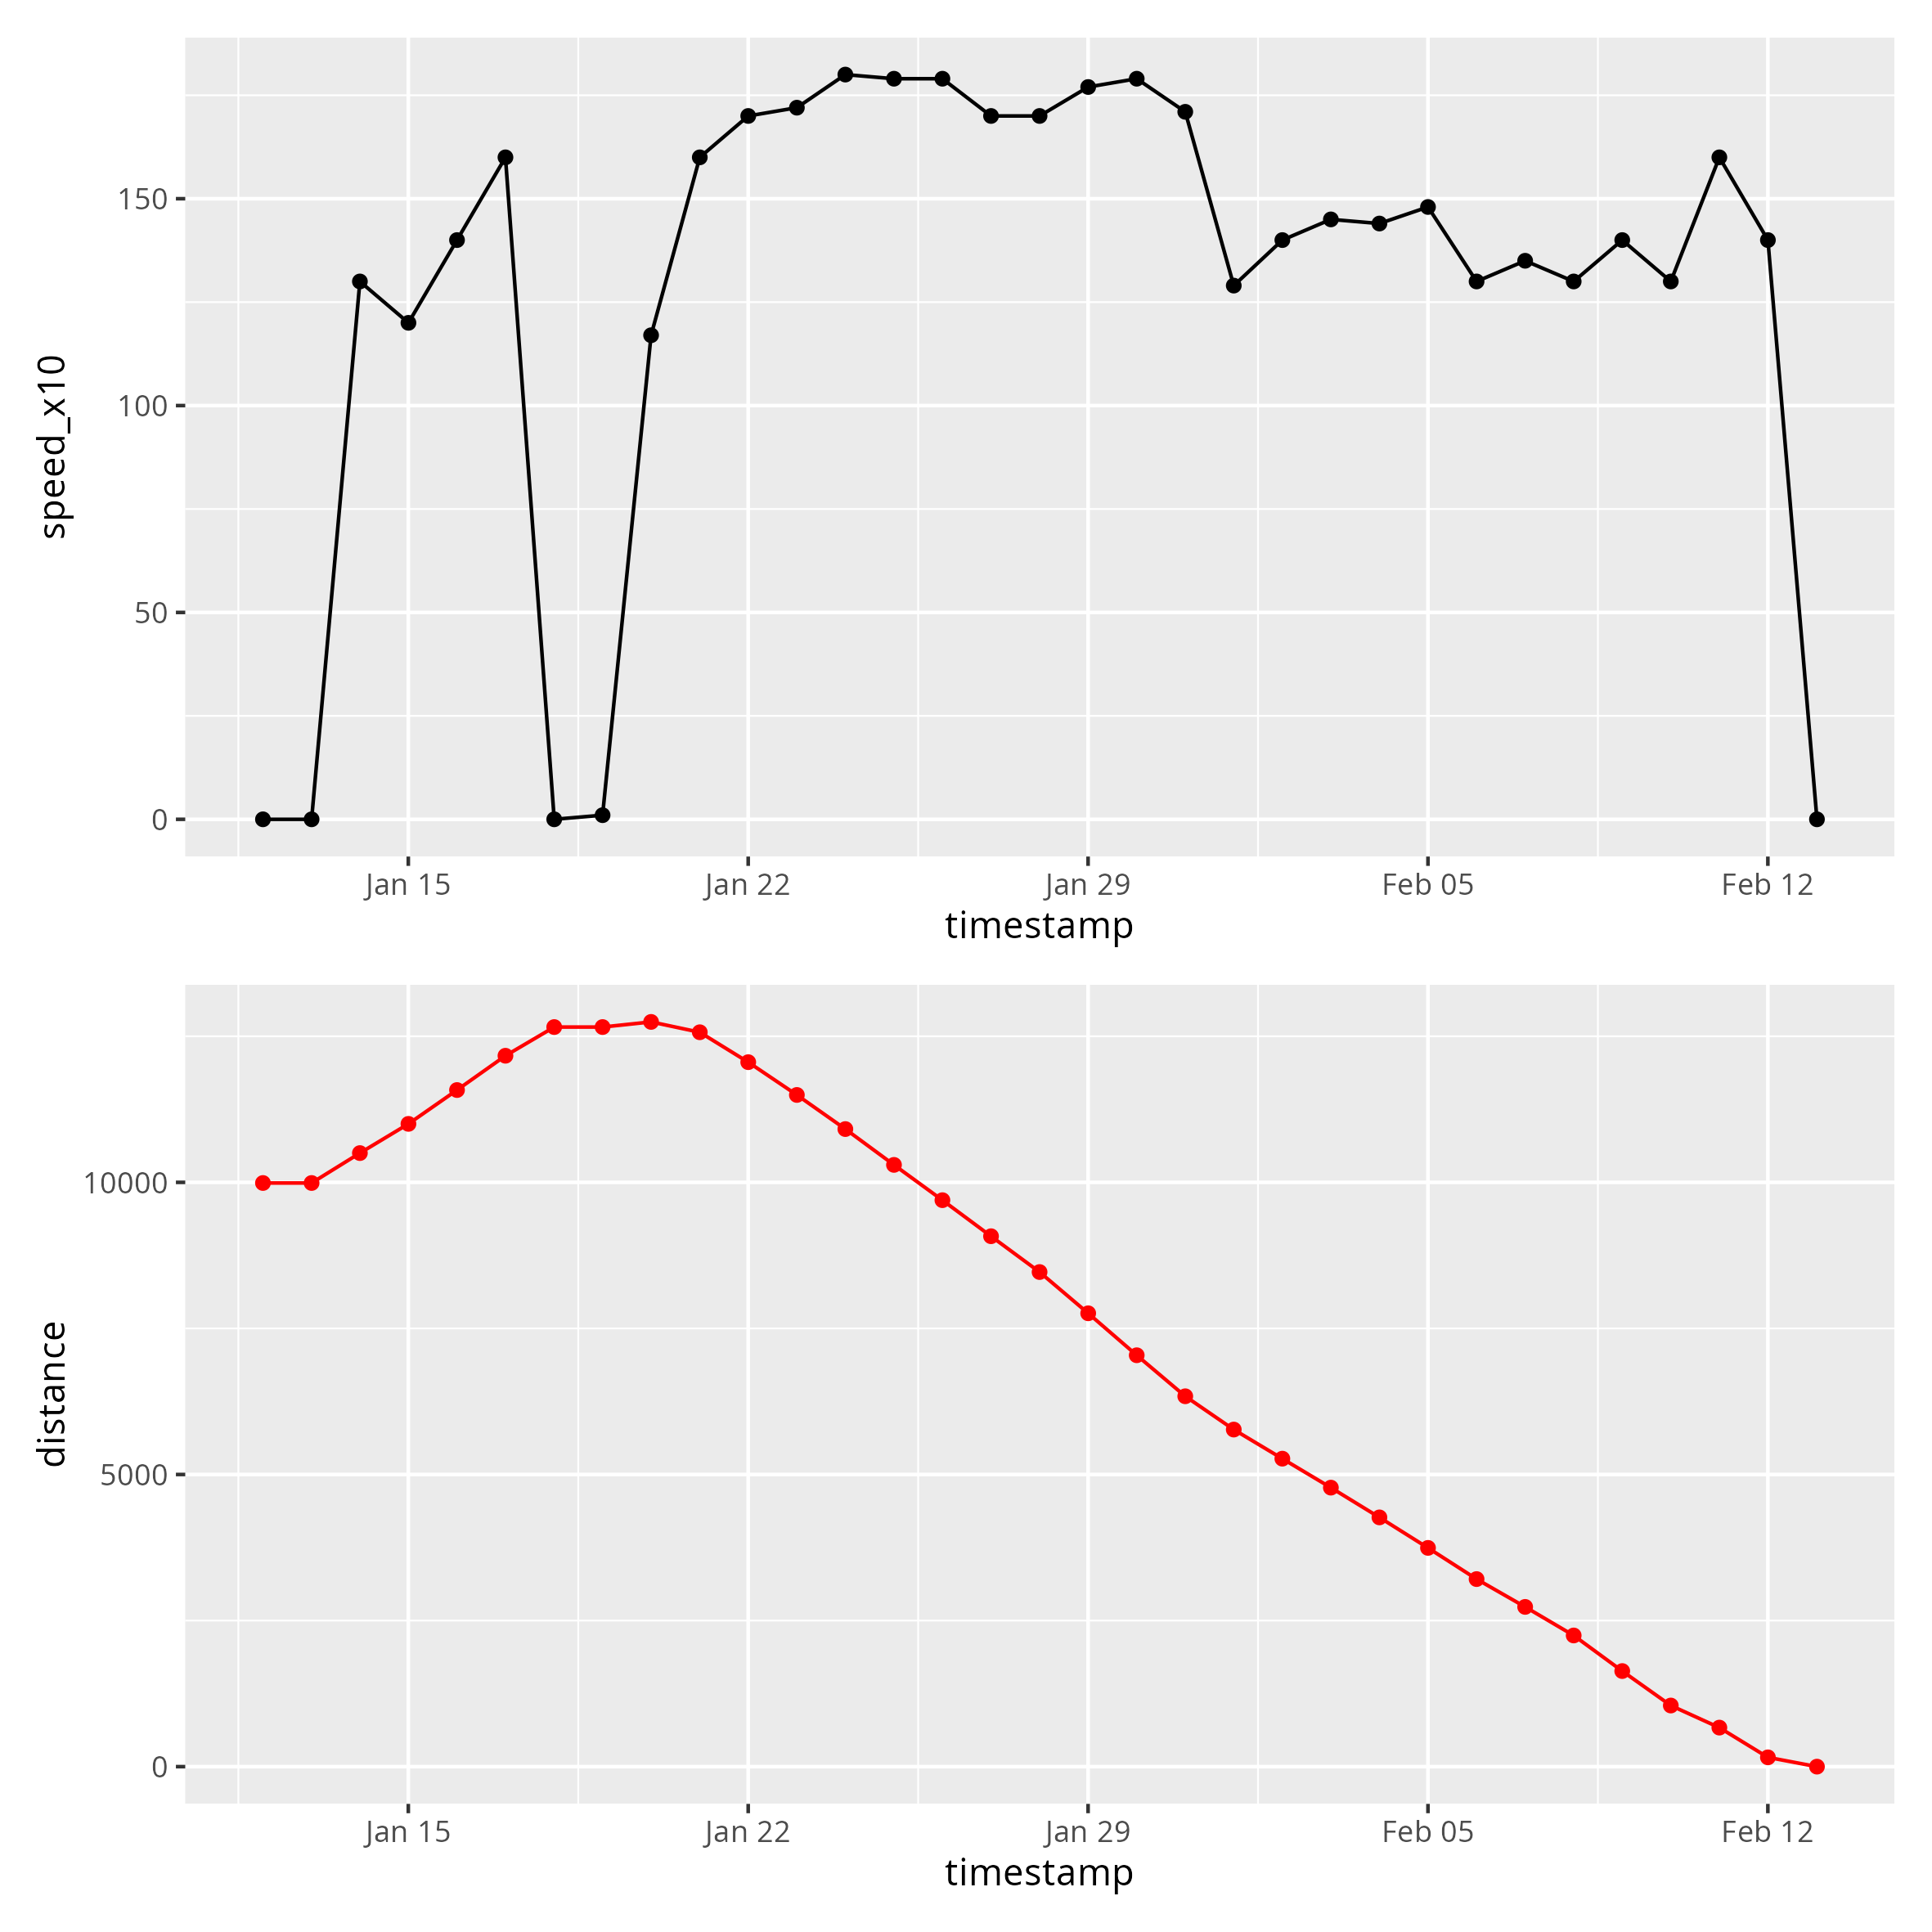 speed_x10
150
100
50
0
Jan 15 Jan 22 Jan 29 Feb 05 Feb 12
timestamp
distance
10000
5000
0
Jan 15 Jan 22 Jan 29 Feb 05 Feb 12
timestamp